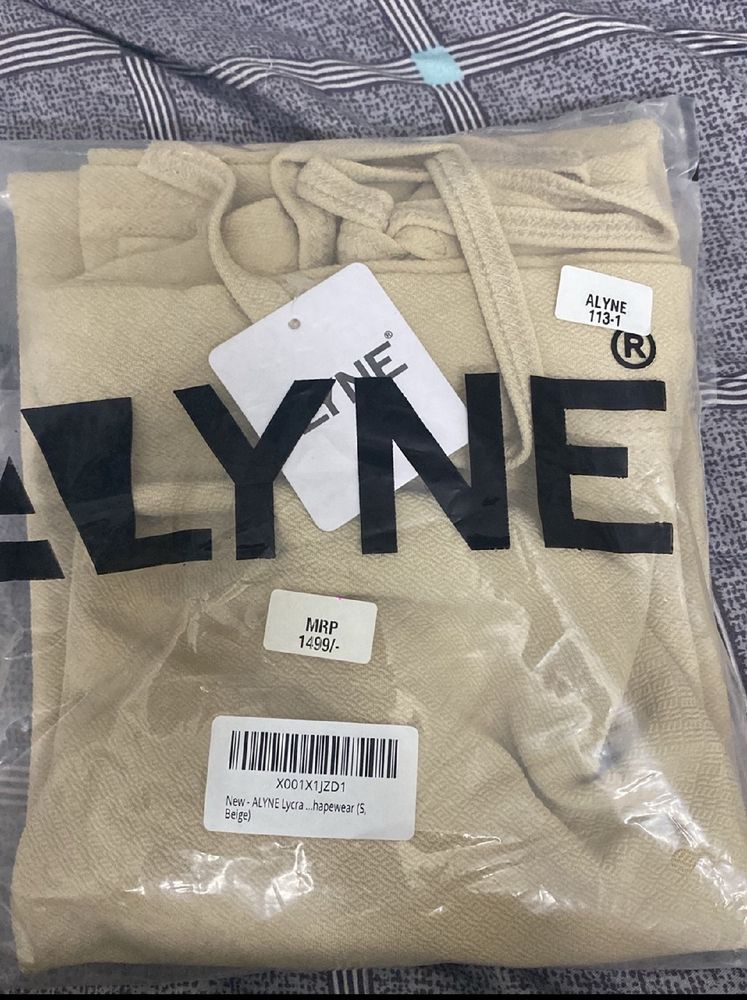 ALYNE
113-1
®
ALYNE
LYNE®
MRP
1499/-
X001X1JZD1
New - ALYNE Lycra ...hapewear (S,
Beige)